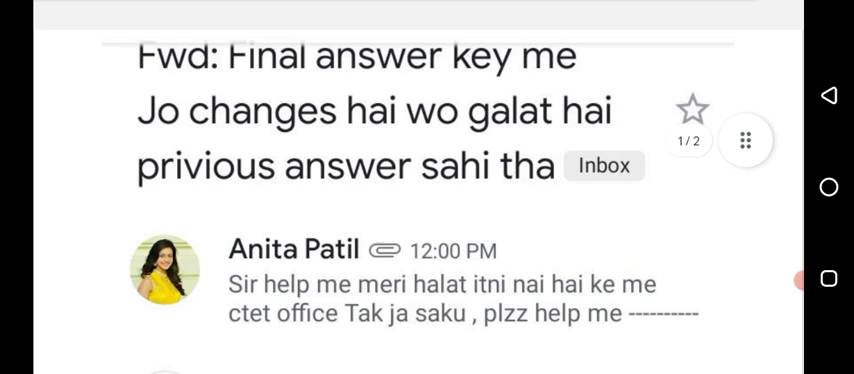 Fwd: Final answer key me
Jo changes hai wo galat hai
1/2
privious answer sahi tha Inbox
Anita Patil 12:00 PM
Sir help me meri halat itni nai hai ke me
ctet office Tak ja saku , plzz help me ----------